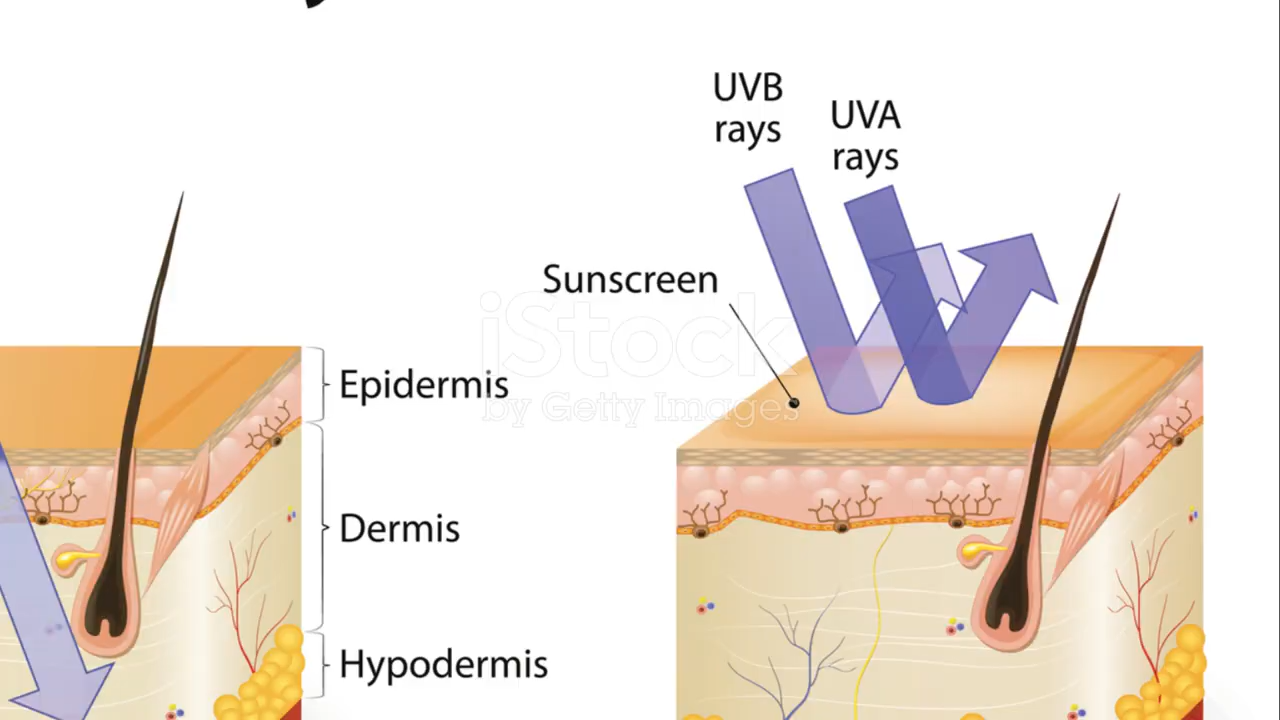 UVB
rays
UVA
rays
Sunscreen
iStock
by Getty Images
Epidermis
Dermis
Hypodermis